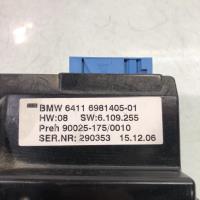 BMW 6411 6981405-01
HW:08 SW:6.109.255
Preh 90025-175/0010
SER.NR: 290353 15.12.06